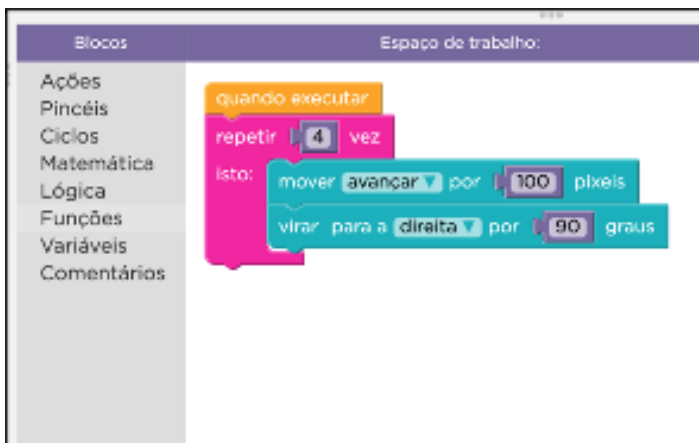 Blocos
Espaço de trabalho:
Ações
Pincéis
Ciclos
Matemática
Lógica
Funções
Variáveis
Comentários
quando executar
repetir 4 vez
isto:
mover avançar por 100 pixeis
virar para a direita por 90 graus